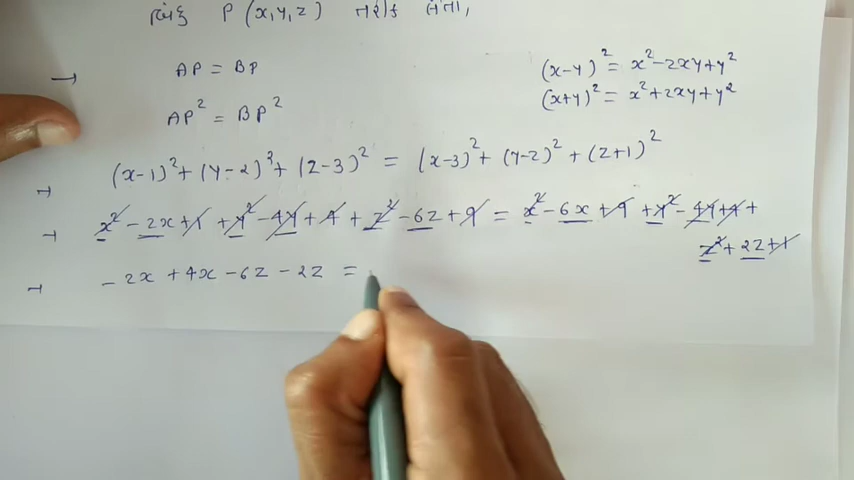 બિંદુ P (x,y,z)
→ AP = BP
AP² = BP²
(x-y)² = x²-2xy+y²
(x+y)² = x²+2xy+y²
→ (x-1)²+(y-2)²+(z-3)² = (x-3)²+(y-2)²+(z+1)²
→ x²-2x+1+y²-4y+4+z²-6z+9 = x²-6x+9+y²-4y+4+
z²+2z+1
→ -2x+4x-6z-2z =